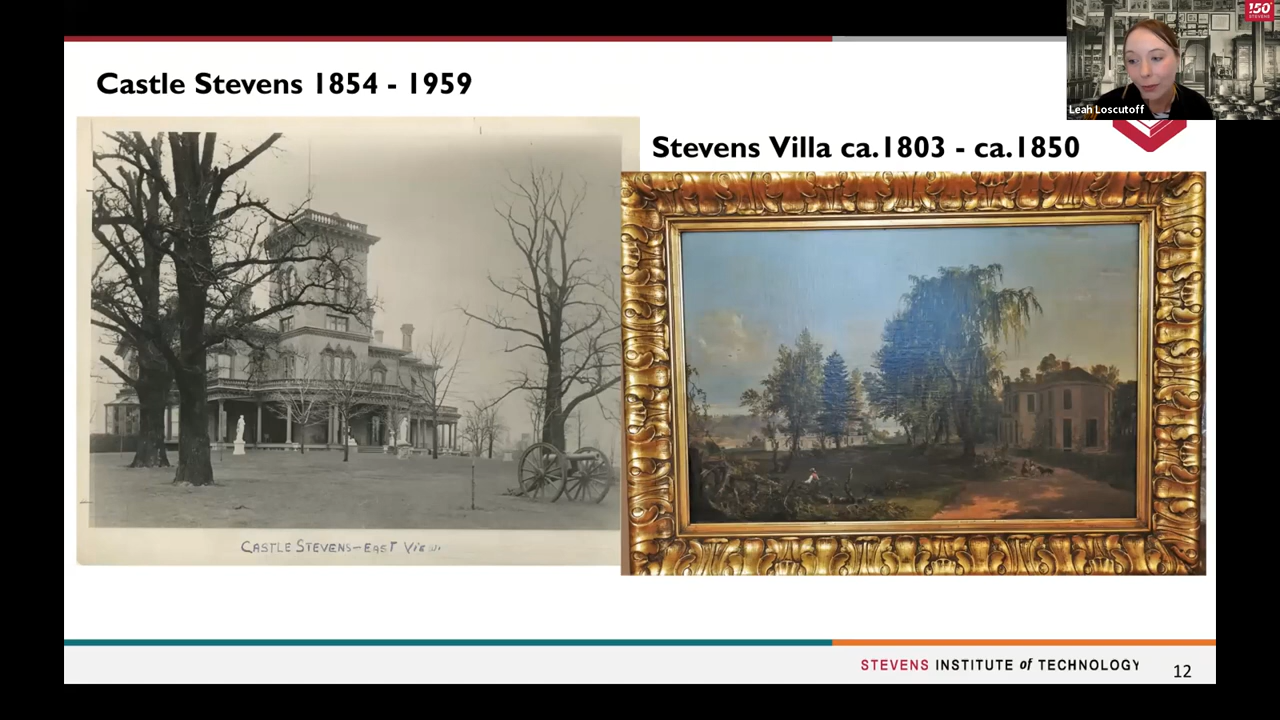 150
STEVENS
Leah Loscutoff
Castle Stevens 1854 - 1959
Stevens Villa ca.1803 - ca.1850
CASTLE STEVENS-EAST VIEW
STEVENS INSTITUTE of TECHNOLOGY
12